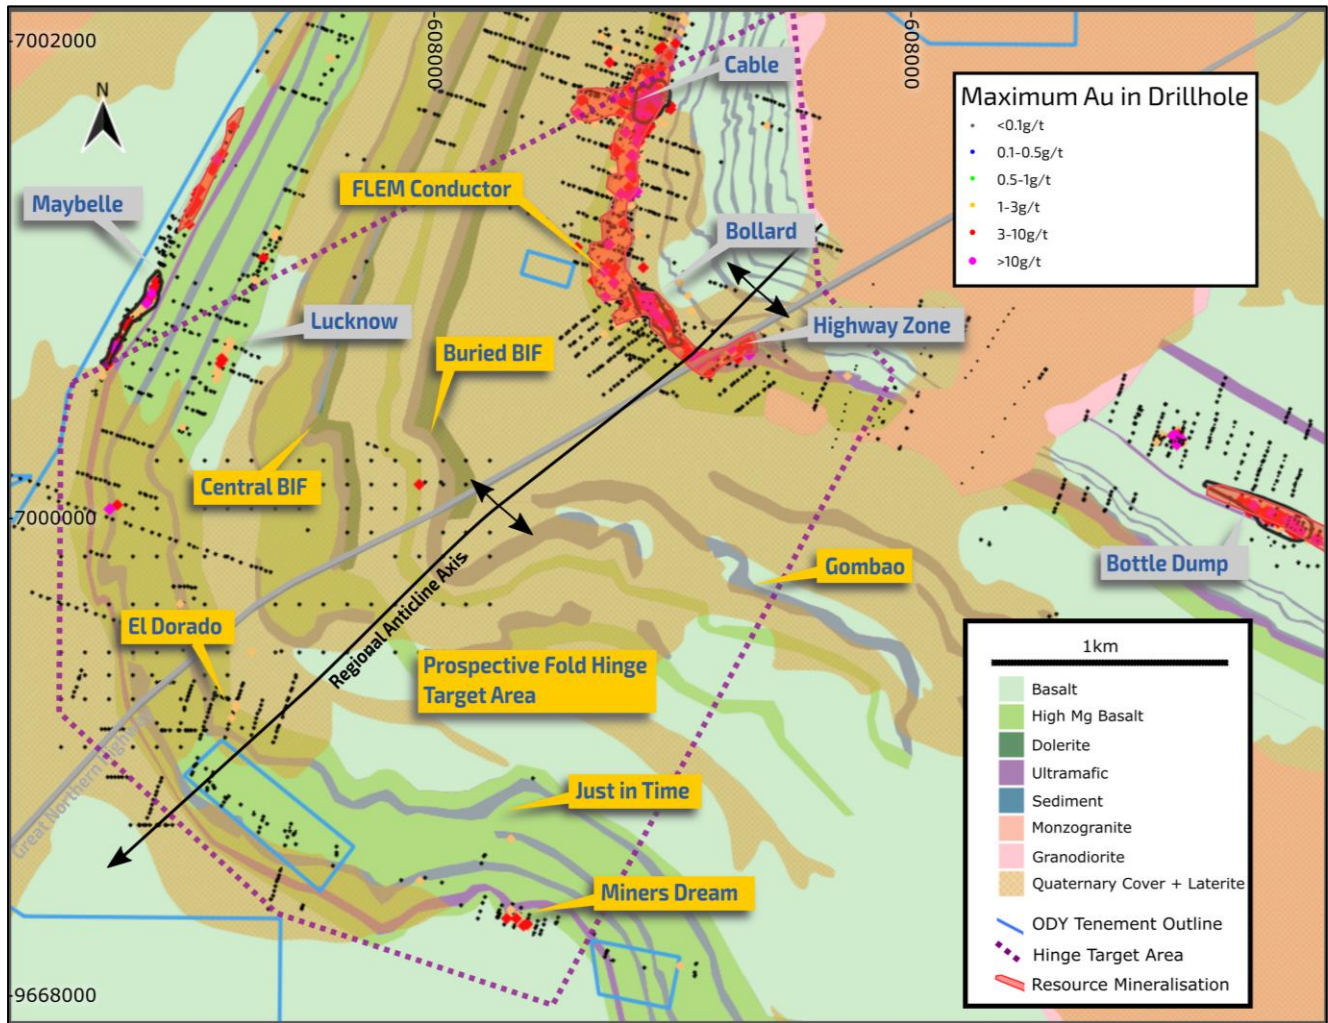 7002000
608000
608000
N
Cable
Maximum Au in Drillhole
<0.1g/t
0.1-0.5g/t
0.5-1g/t
1-3g/t
3-10g/t
>10g/t
FLEM Conductor
Maybelle
Bollard
Lucknow
Highway Zone
Buried BIF
Central BIF
7000000
Bottle Dump
Gombao
El Dorado
Regional Anticline Axis
Prospective Fold Hinge
Target Area
1km
Basalt
High Mg Basalt
Dolerite
Ultramafic
Sediment
Monzogranite
Granodiorite
Quaternary Cover + Laterite
ODY Tenement Outline
Hinge Target Area
Resource Mineralisation
Great Northern Highway
Just in Time
Miners Dream
9668000